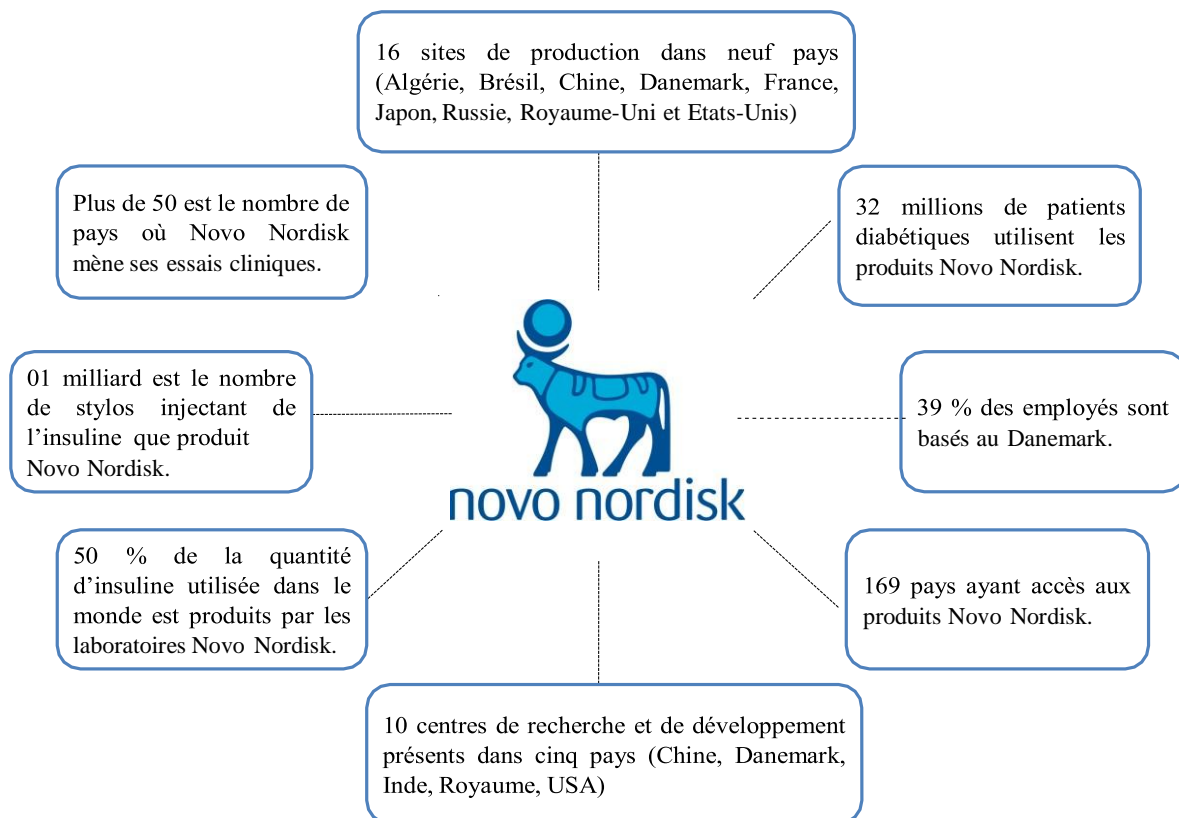 16 sites de production dans neuf pays
(Algérie, Brésil, Chine, Danemark, France,
Japon, Russie, Royaume-Uni et Etats-Unis)
Plus de 50 est le nombre de
pays où Novo Nordisk
mène ses essais cliniques.
32 millions de patients
diabétiques utilisent les
produits Novo Nordisk.
01 milliard est le nombre
de stylos injectant de
l’insuline que produit
Novo Nordisk.
39 % des employés sont
basés au Danemark.
novo nordisk
50 % de la quantité
d’insuline utilisée dans le
monde est produits par les
laboratoires Novo Nordisk.
169 pays ayant accès aux
produits Novo Nordisk.
10 centres de recherche et de développement
présents dans cinq pays (Chine, Danemark,
Inde, Royaume, USA)